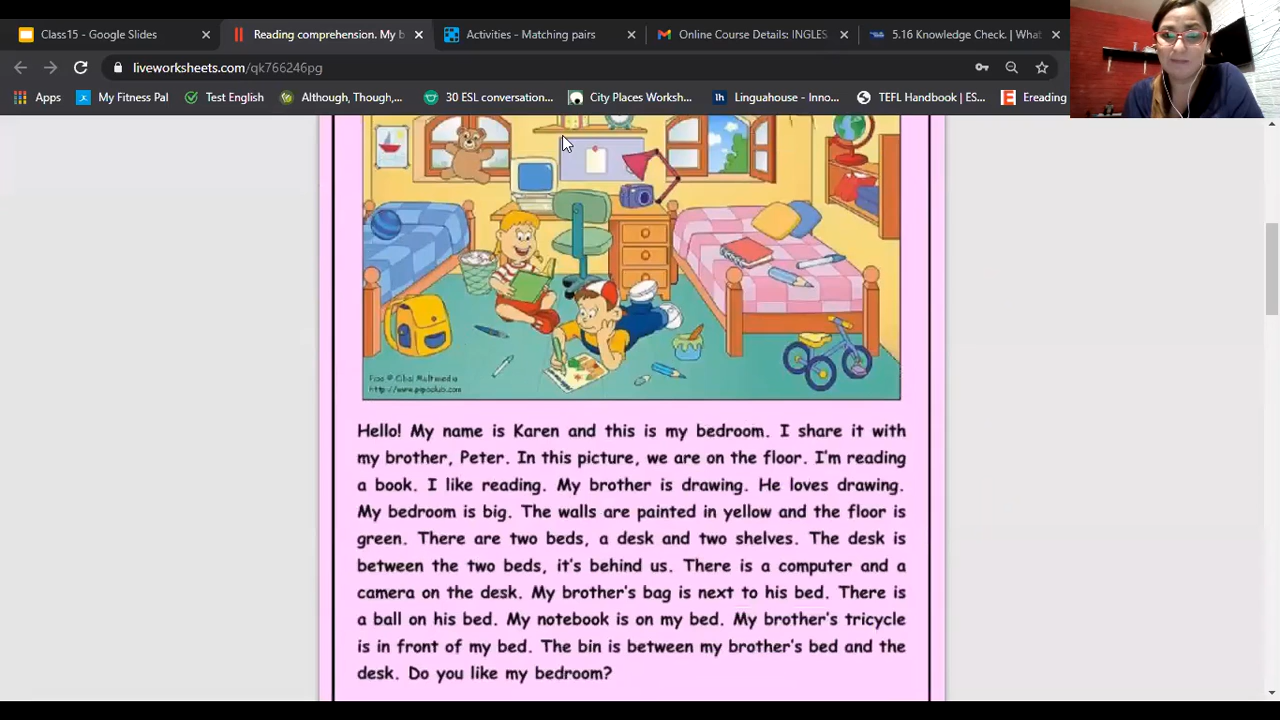 Class15 - Google Slides
Reading comprehension. My b
Activities - Matching pairs
Online Course Details: INGLES
5.16 Knowledge Check. | What
liveworksheets.com/qk766246pg
Apps
My Fitness Pal
Test English
Although, Though,...
30 ESL Conversation...
City Places Worksh...
Linguahouse - Inno
TEFL Handbook | ES...
Ereading
http://www.pipoclub.com
Hello! My name is Karen and this is my bedroom. I share it with
my brother, Peter. In this picture, we are on the floor. I'm reading
a book. I like reading. My brother is drawing. He loves drawing.
My bedroom is big. The walls are painted in yellow and the floor is
green. There are two beds, a desk and two shelves. The desk is
between the two beds, it's behind us. There is a computer and a
camera on the desk. My brother's bag is next to his bed. There is
a ball on his bed. My notebook is on my bed. My brother's tricycle
is in front of my bed. The bin is between my brother's bed and the
desk. Do you like my bedroom?